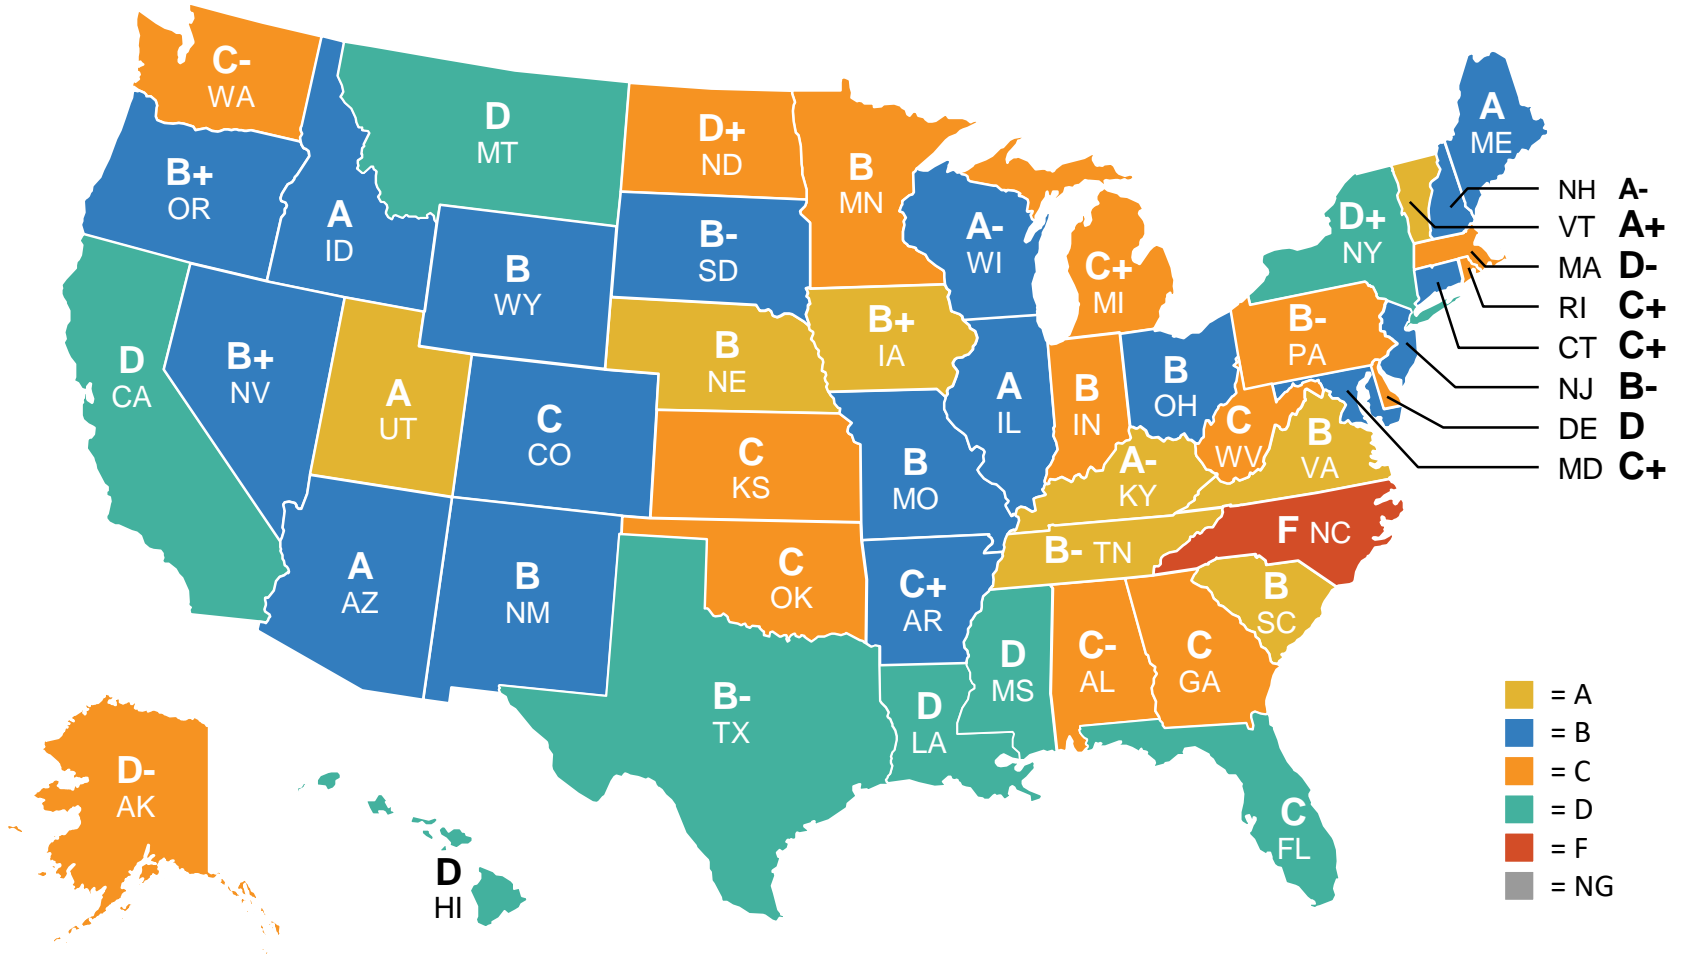 C-
WA
D
MT
D+
ND
B
MN
A
ME
B+
OR
A
ID
B
WY
B-
SD
A-
WI
C+
MI
D+
NY
NH A-
VT A+
MA D-
RI C+
CT C+
NJ B-
DE D
MD C+
D
CA
B+
NV
A
UT
C
CO
B
NE
B+
IA
A
IL
B
IN
B
OH
B-
PA
C
WV
B
VA
C
KS
B
MO
A-
KY
B- TN
F NC
A
AZ
B
NM
C
OK
C+
AR
B
SC
D
MS
C-
AL
C
GA
B-
TX
D
LA
C
FL
D-
AK
D
HI
= A
= B
= C
= D
= F
= NG